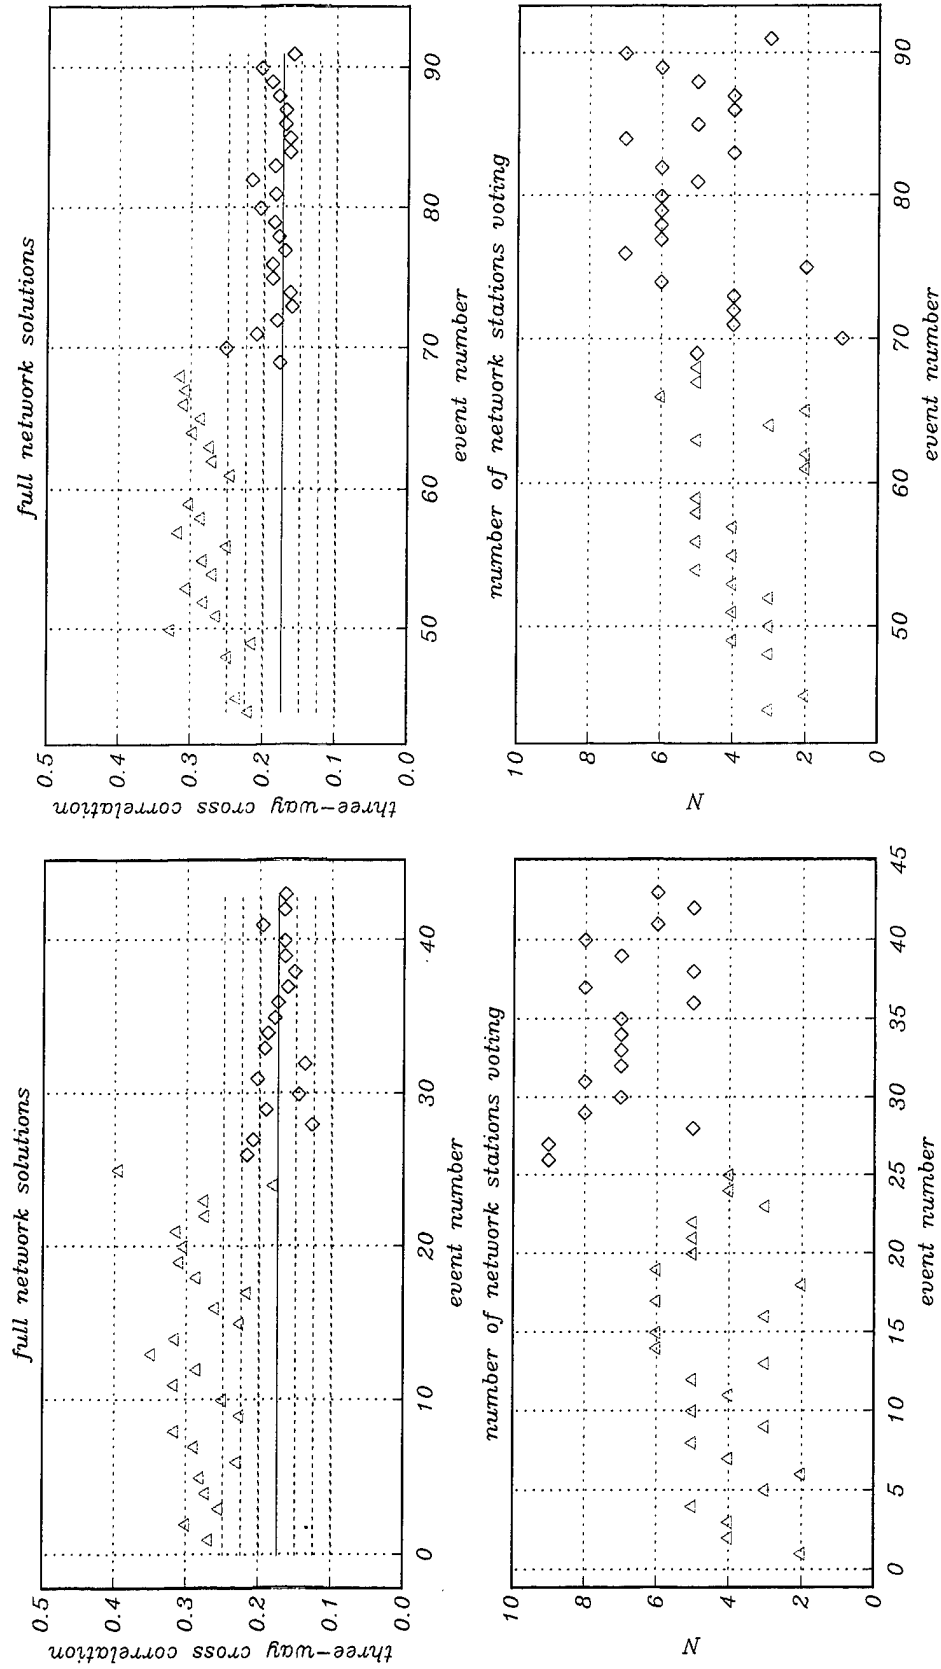 full network solutions
three-way cross correlation
0.5
0.4
0.3
0.2
0.1
0.0
0 10 20 30 40
event number
full network solutions
three-way cross correlation
0.5
0.4
0.3
0.2
0.1
0.0
50 60 70 80 90
event number
number of network stations voting
N
10
8
6
4
2
0
0 5 10 15 20 25 30 35 40 45
event number
number of network stations voting
N
10
8
6
4
2
0
50 60 70 80 90
event number